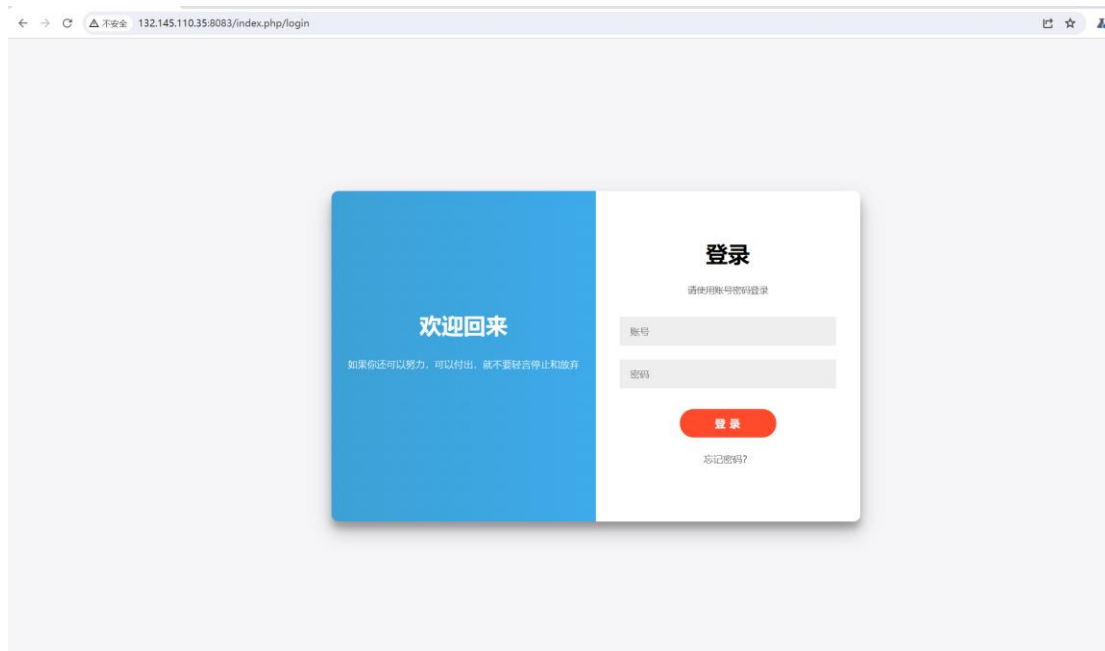 不安全 132.145.110.35:8083/index.php/login
登录
请使用账号密码登录
欢迎回来
账号
如果你还可以努力，可以付出，就不要轻言停止和放弃
密码
登 录
忘记密码?